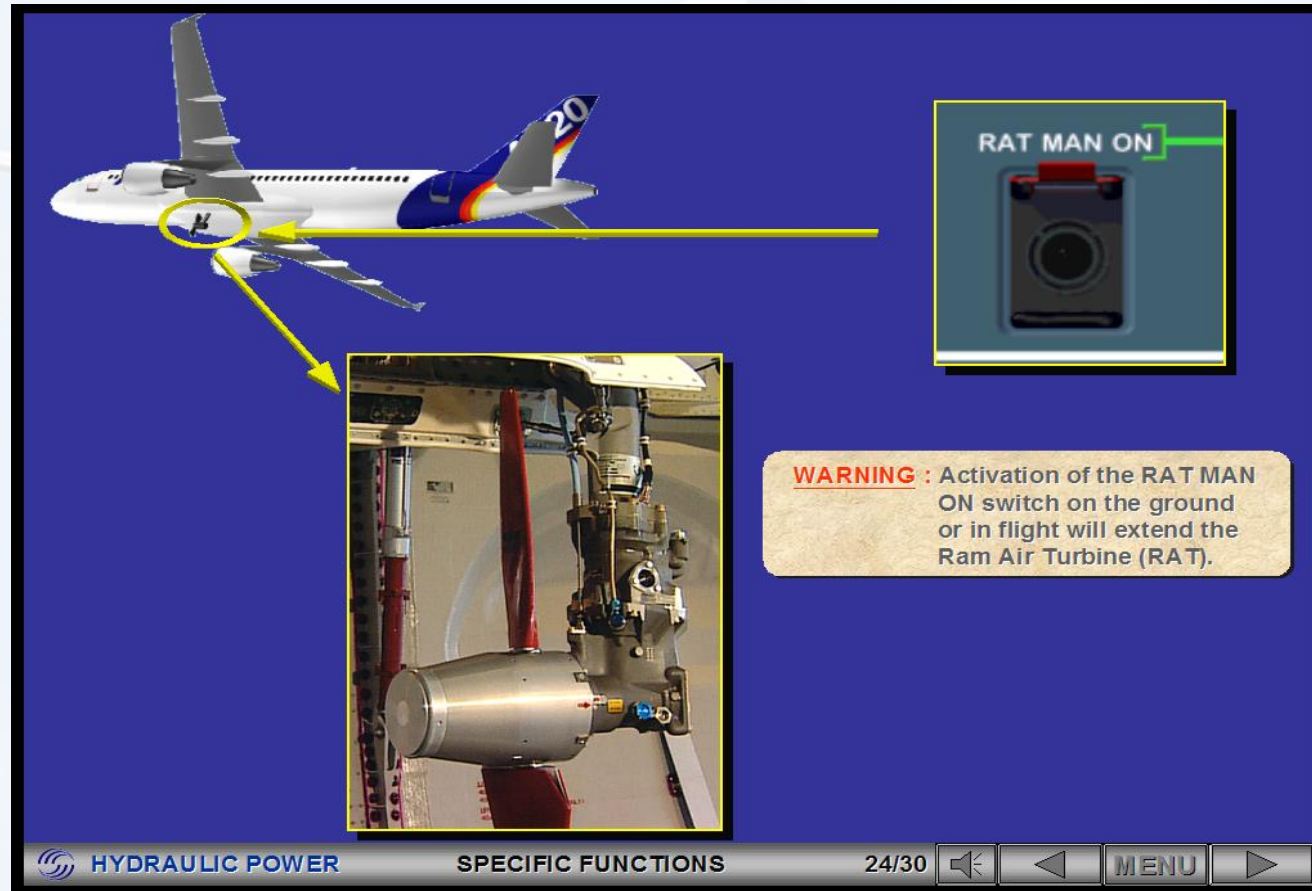 20
RAT MAN ON
WARNING : Activation of the RAT MAN
ON switch on the ground
or in flight will extend the
Ram Air Turbine (RAT).
HYDRAULIC POWER
SPECIFIC FUNCTIONS
24/30
MENU